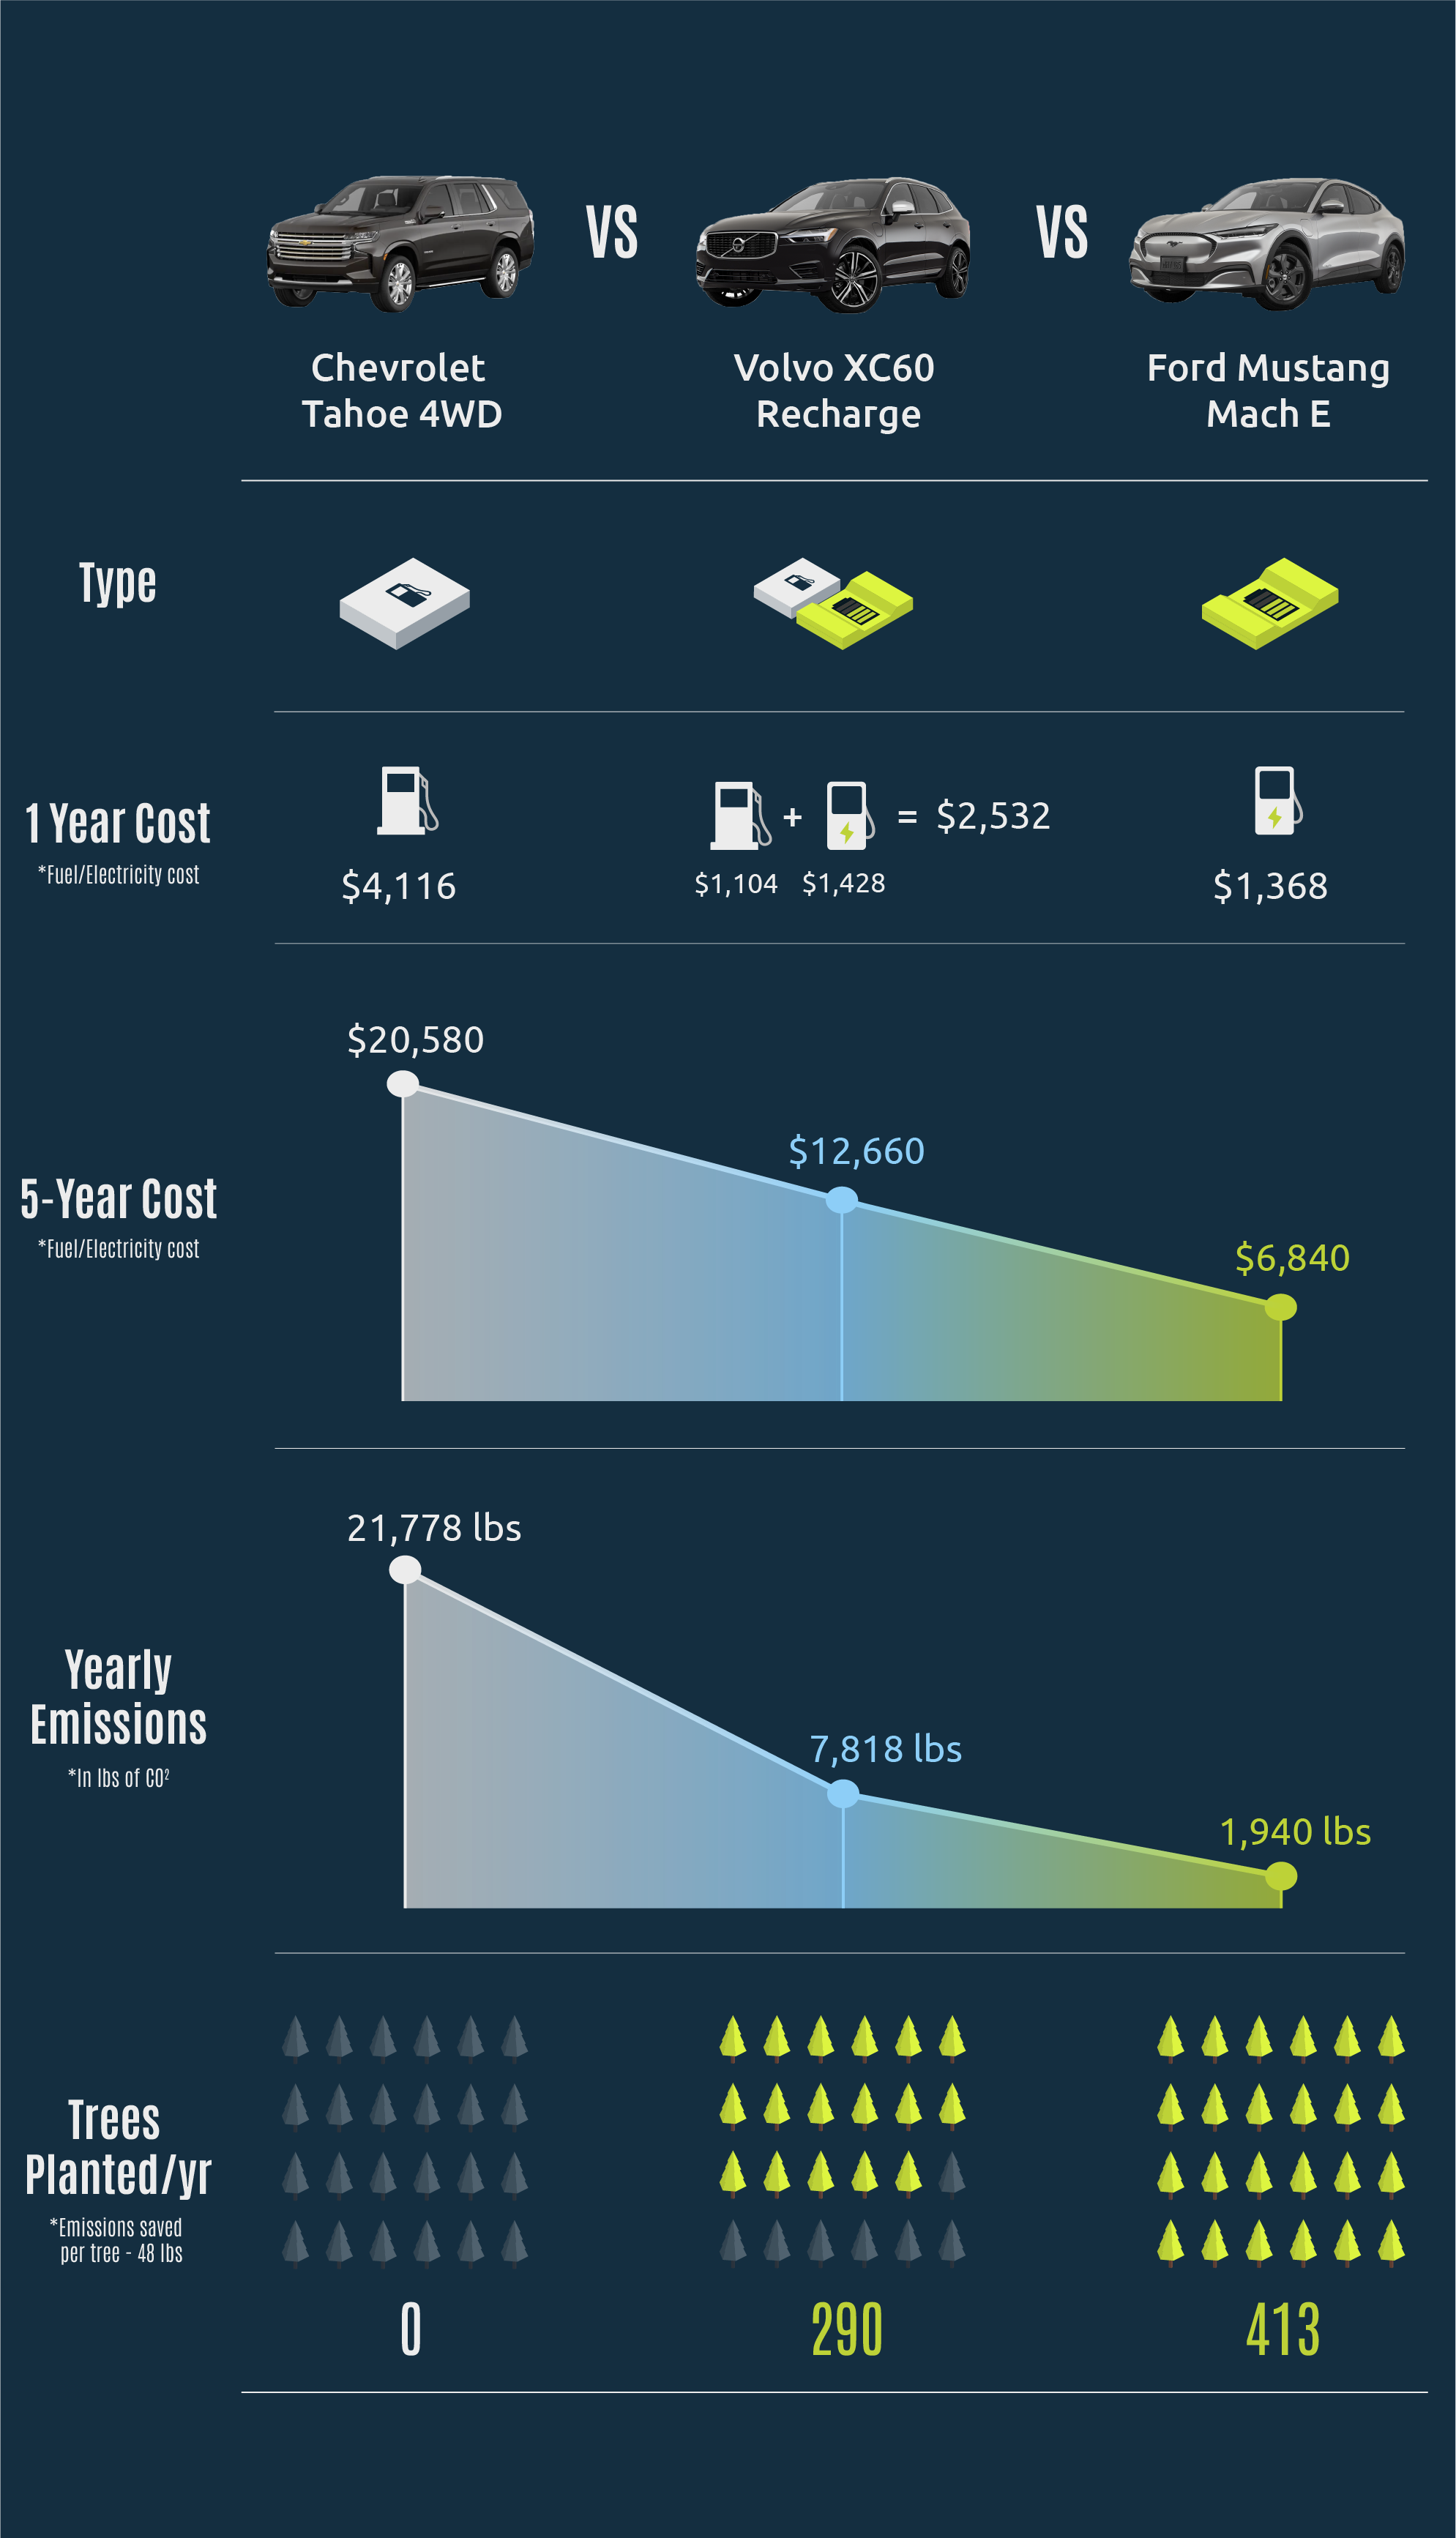 VS
VS
Chevrolet
Tahoe 4WD
Volvo XC60
Recharge
Ford Mustang
Mach E
Type
1 Year Cost
*Fuel/Electricity cost
$4,116
+
= $2,532
$1,104 $1,428
$1,368
5-Year Cost
*Fuel/Electricity cost
$20,580
$12,660
$6,840
Yearly
Emissions
*In lbs of CO²
21,778 lbs
7,818 lbs
1,940 lbs
Trees
Planted/yr
*Emissions saved
per tree - 48 lbs
0
290
413